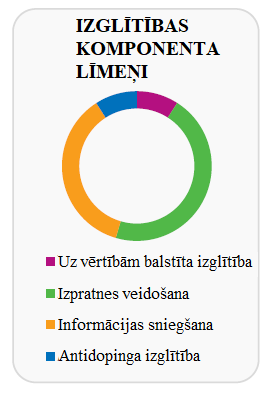 IZGLĪTĪBAS
KOMPONENTA
LĪMEŅI
Uz vērtībām balstīta izglītība
Izpratnes veidošana
Informācijas sniegšana
Antidopinga izglītība